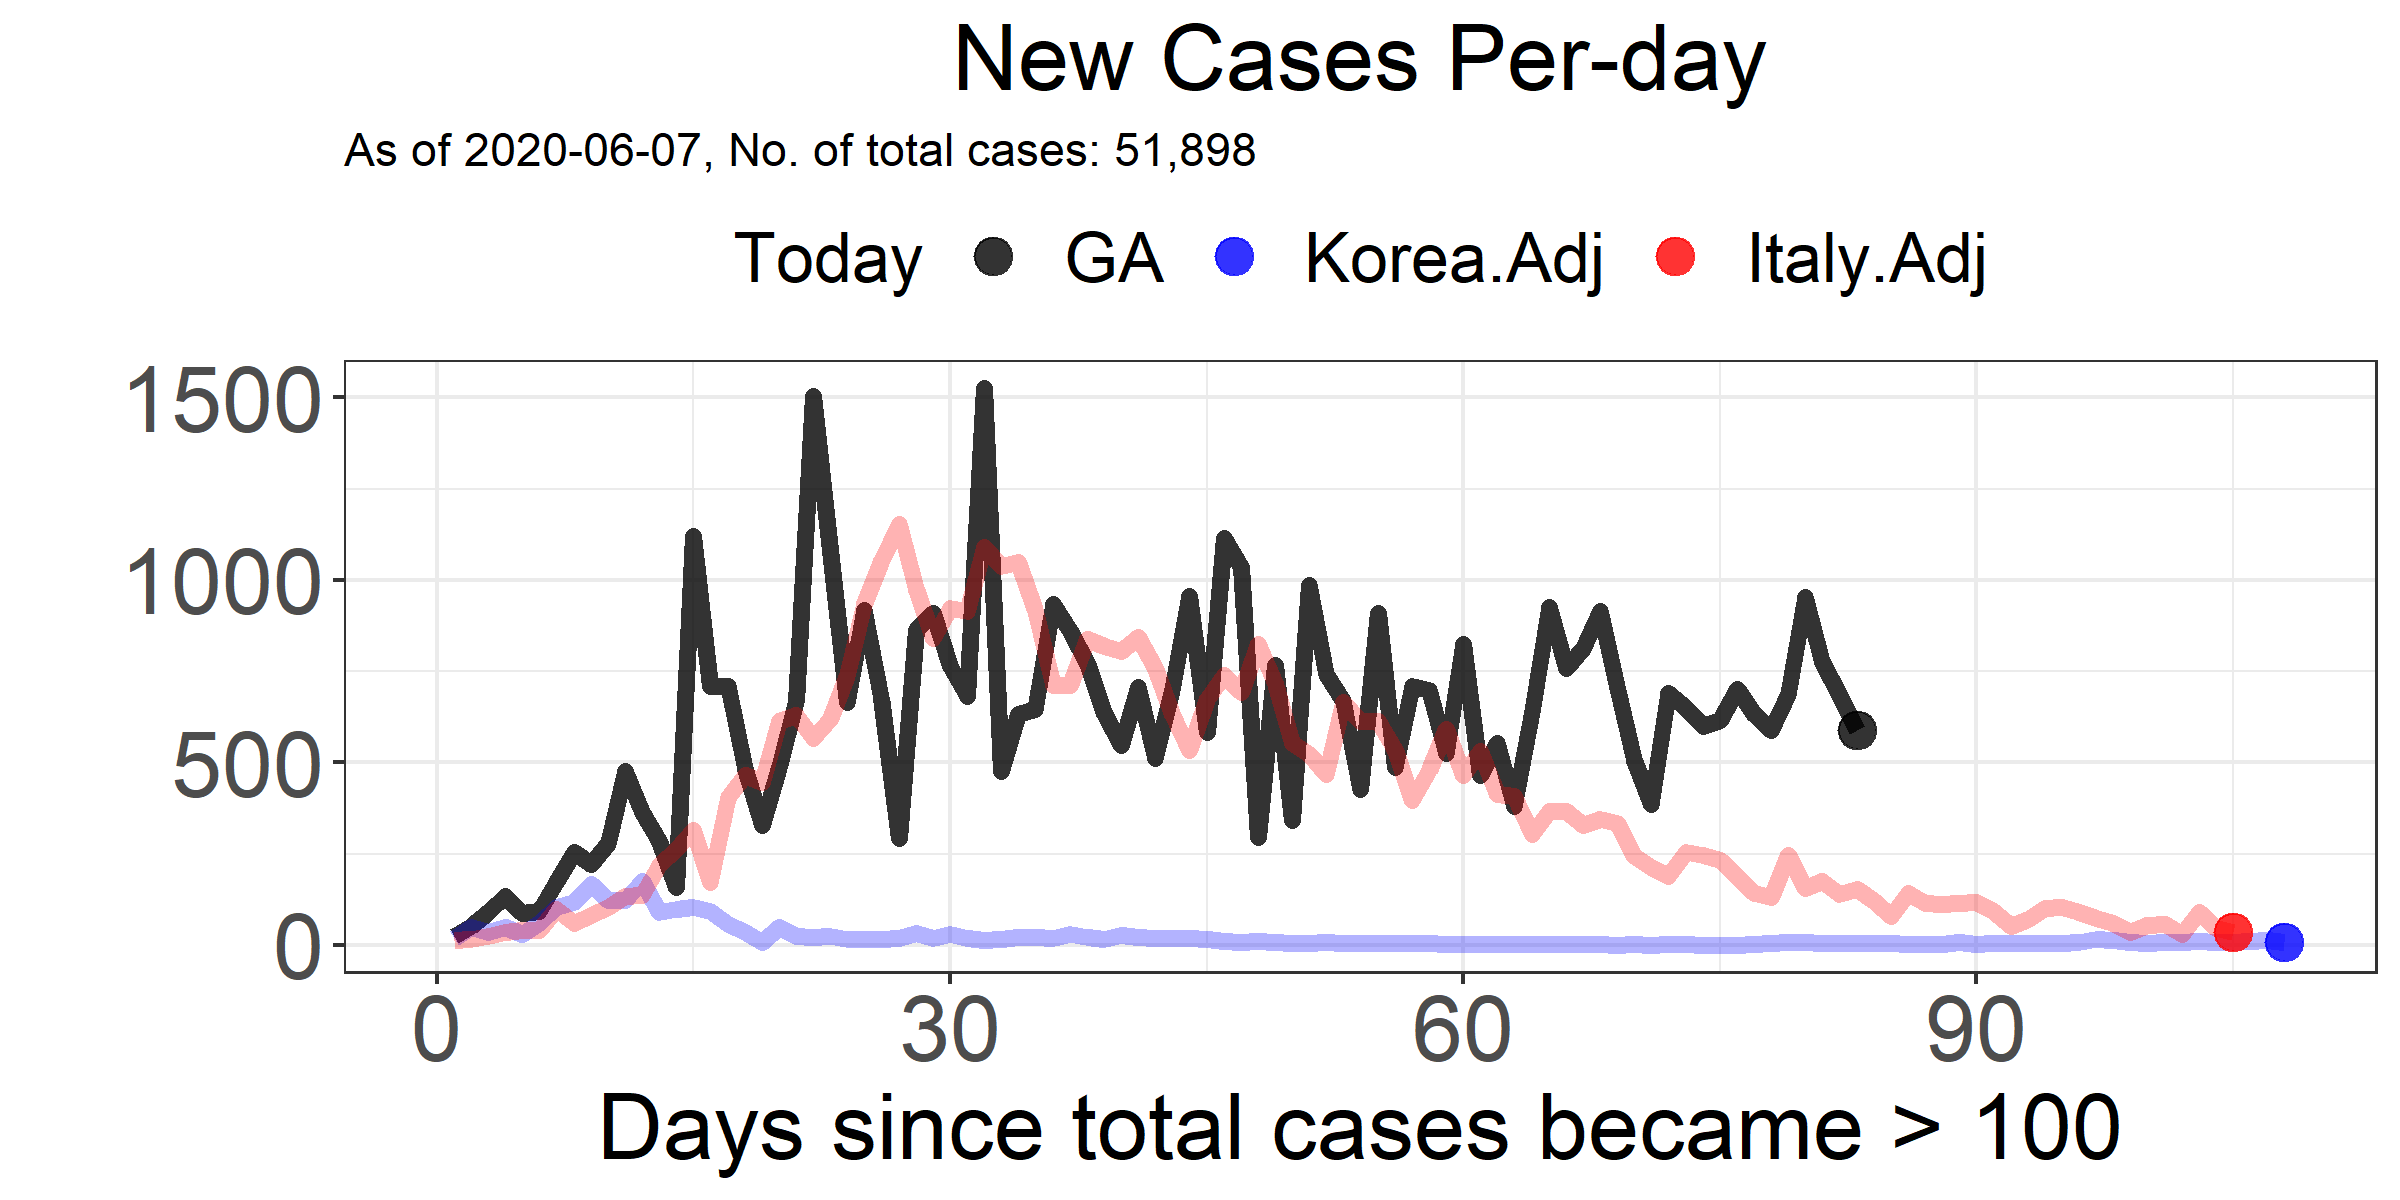 New Cases Per-day
As of 2020-06-07, No. of total cases: 51,898
Today GA Korea.Adj Italy.Adj
1500
1000
500
0
0 30 60 90
Days since total cases became > 100